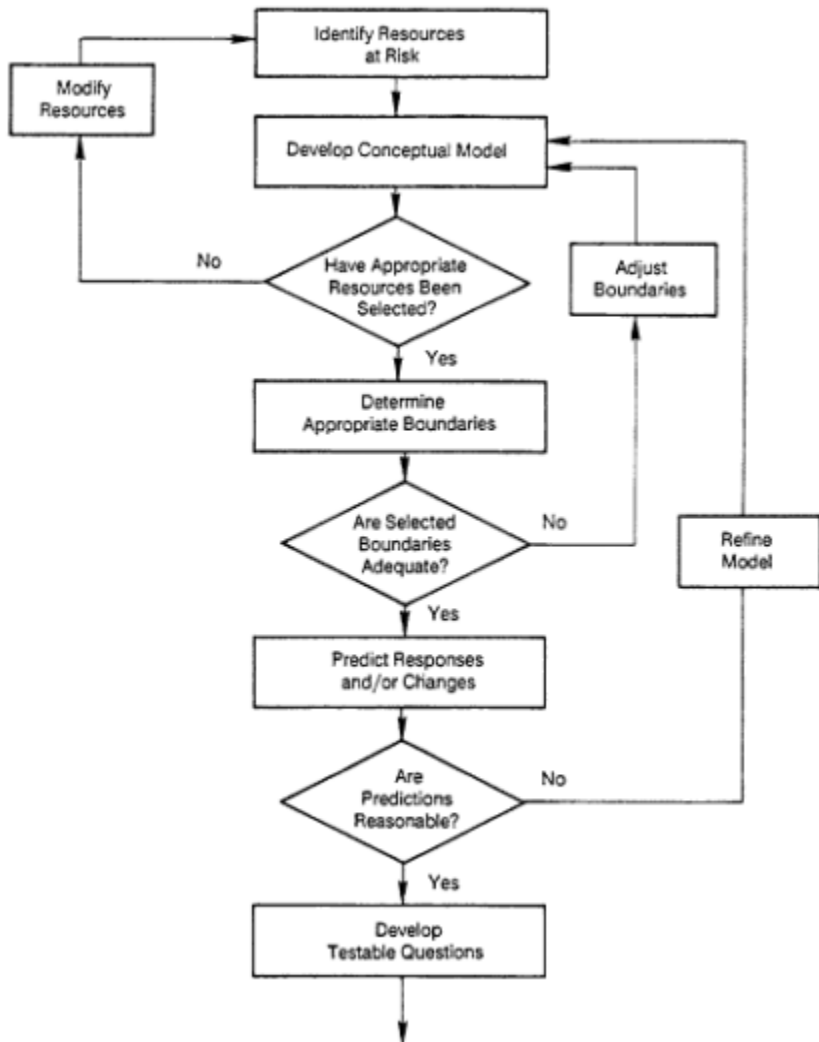 Identify Resources
at Risk
Modify
Resources
Develop Conceptual Model
No
Have Appropriate
Resources Been
Selected?
Adjust
Boundaries
Yes
Determine
Appropriate Boundaries
Are Selected
Boundaries
Adequate?
No
Refine
Model
Yes
Predict Responses
and/or Changes
Are
Predictions
Reasonable?
No
Yes
Develop
Testable Questions